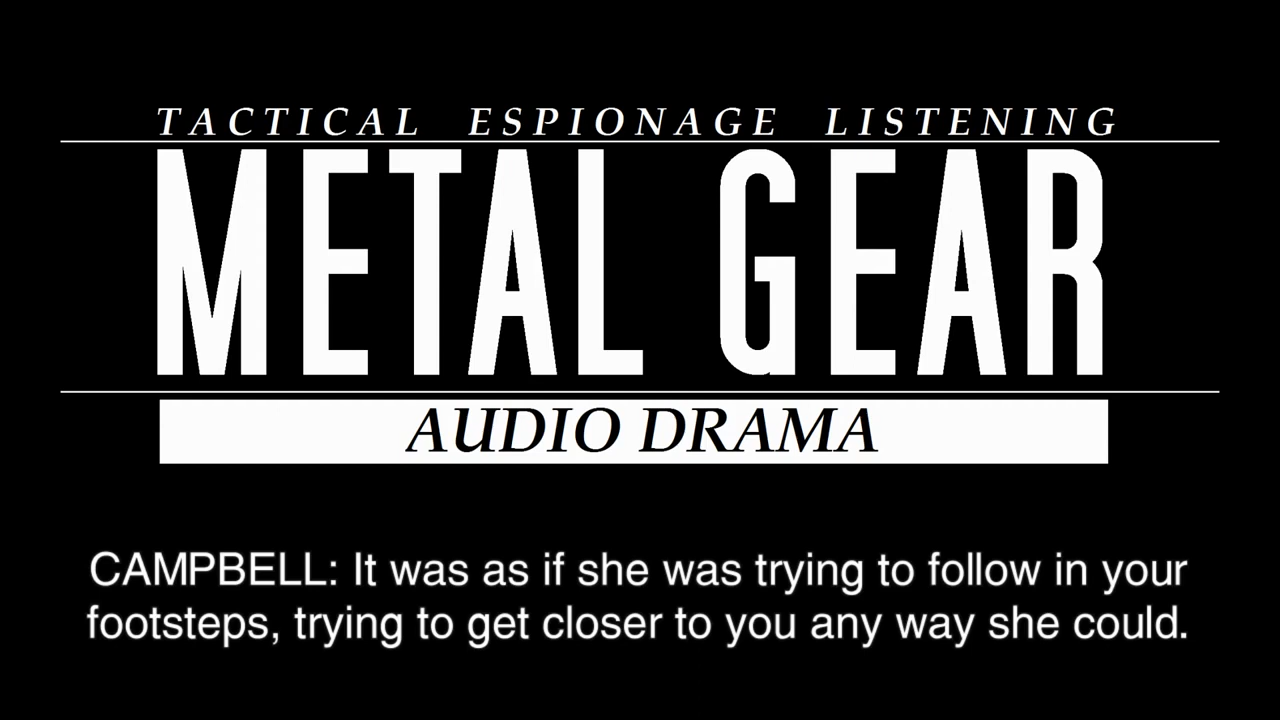 TACTICAL ESPIONAGE LISTENING
METAL GEAR
AUDIO DRAMA
CAMPBELL: It was as if she was trying to follow in your
footsteps, trying to get closer to you any way she could.